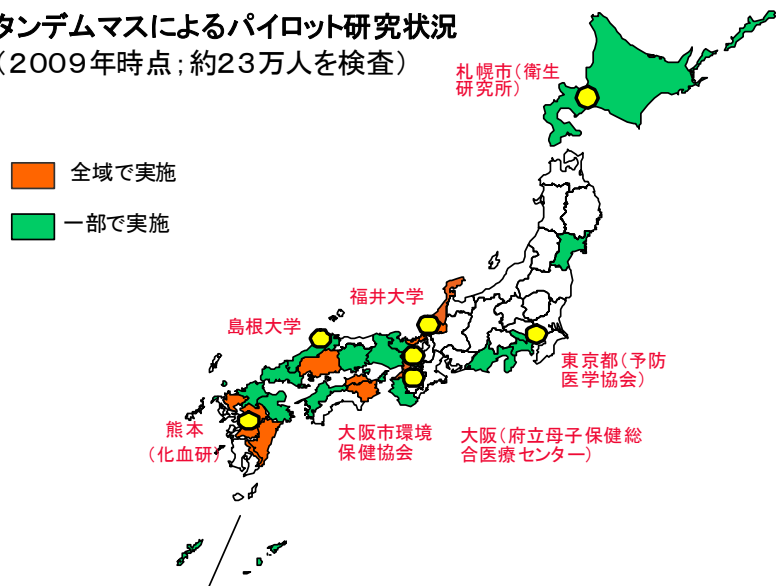 タンデムマスによるパイロット研究状況
(2009年時点;約23万人を検査)
札幌市(衛生
研究所)
全域で実施
一部で実施
福井大学
島根大学
東京都(予防
医学協会)
熊本
(化血研)
大阪市環境
保健協会
大阪(府立母子保健総
合医療センター)